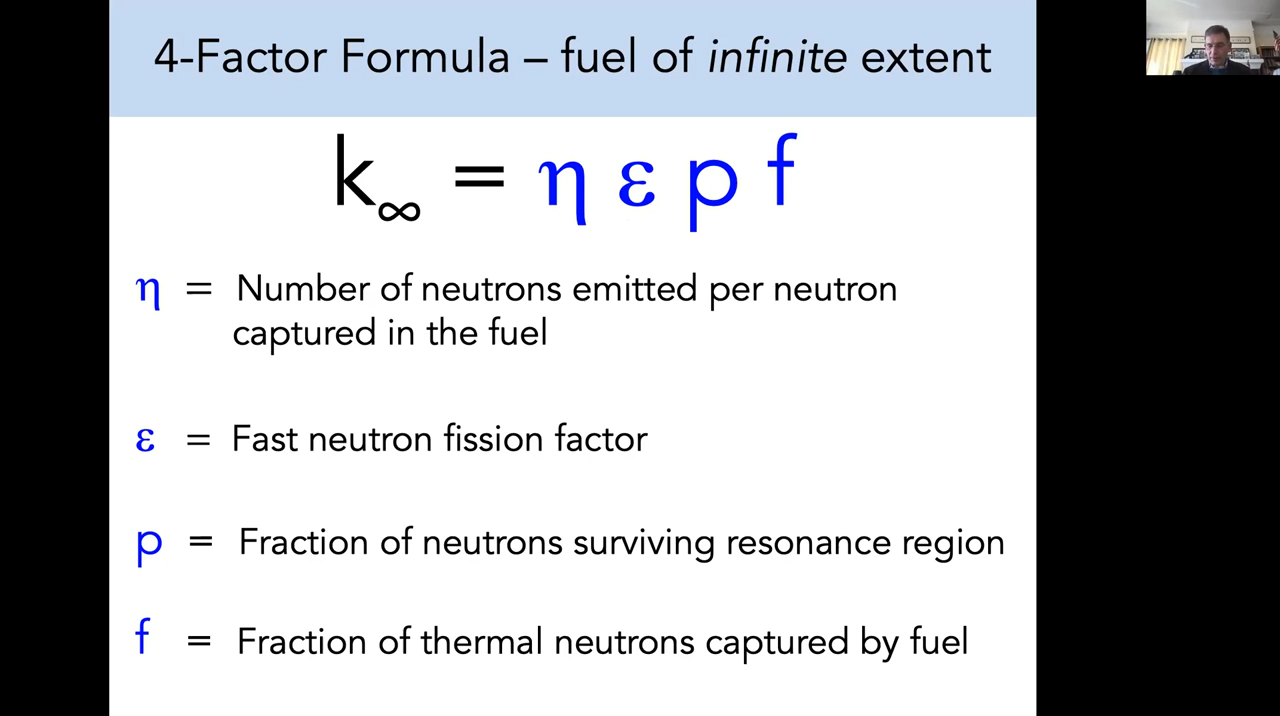 4-Factor Formula – fuel of infinite extent
k∞ = η ε p f
η = Number of neutrons emitted per neutron
captured in the fuel
ε = Fast neutron fission factor
p = Fraction of neutrons surviving resonance region
f = Fraction of thermal neutrons captured by fuel